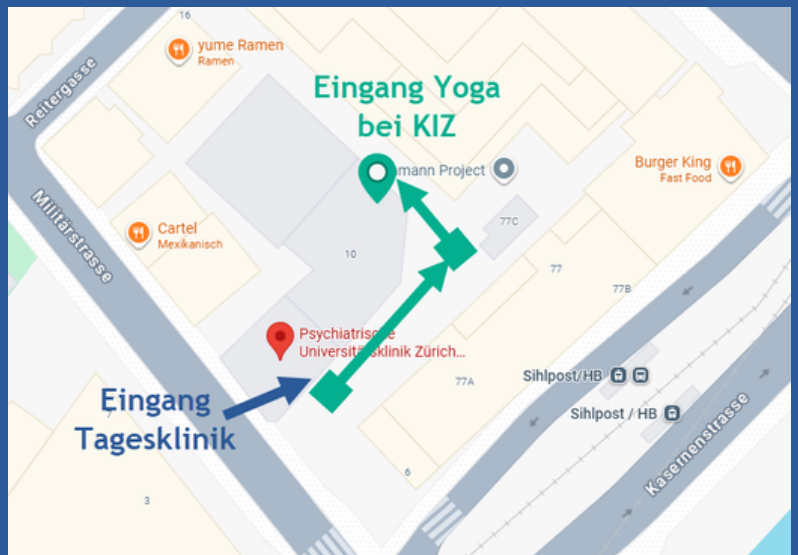 16
yume Ramen
Ramen
Reitergasse
Eingang Yoga
bei KIZ
mann Project
Burger King
Fast Food
Militärstrasse
Cartel
Mexikanisch
77C
10
77
77B
Psychiatrische
Universitätsklinik Zürich...
77A
Sihlpost/HB
Eingang
Tagesklinik
Sihlpost / HB
Kasernenstrasse
6
3